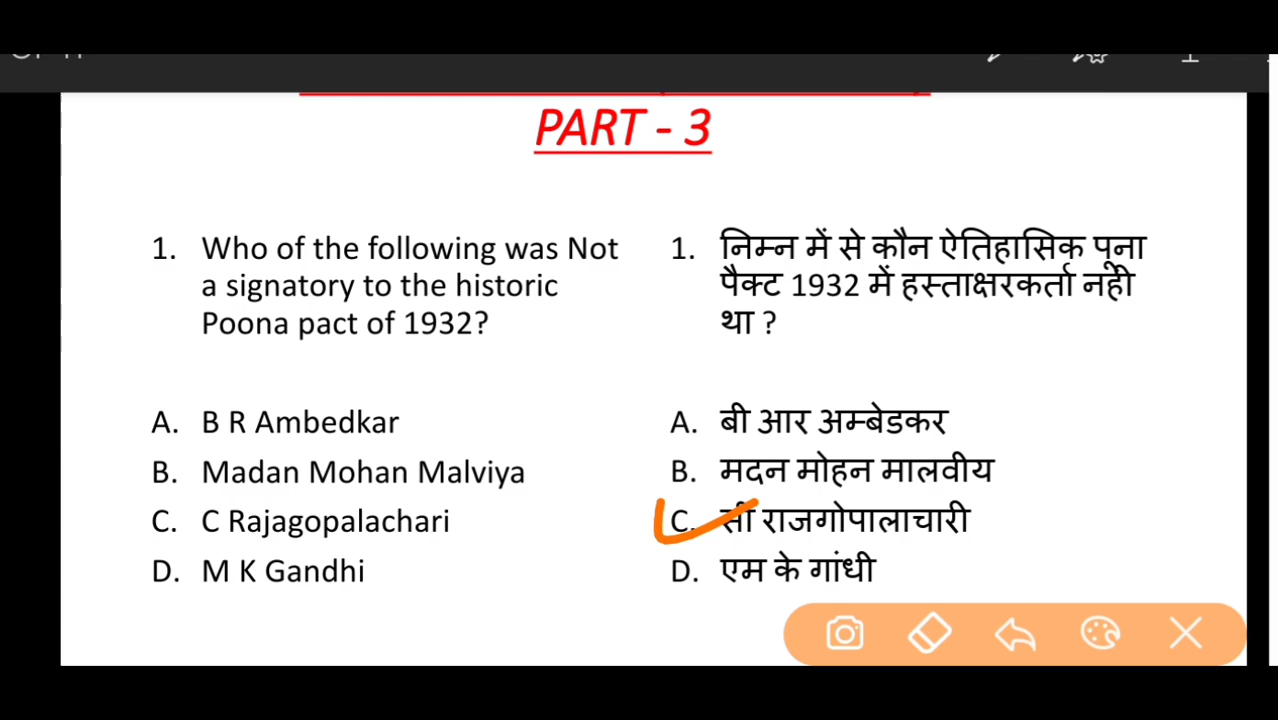 PART - 3
1. Who of the following was Not
a signatory to the historic
Poona pact of 1932?
A. B R Ambedkar
B. Madan Mohan Malviya
C. C Rajagopalachari
D. M K Gandhi
1. निम्न में से कौन ऐतिहासिक पूना
पैक्ट 1932 में हस्ताक्षरकर्ता नही
था ?
A. बी आर अम्बेडकर
B. मदन मोहन मालवीय
C. सी राजगोपालाचारी
D. एम के गांधी